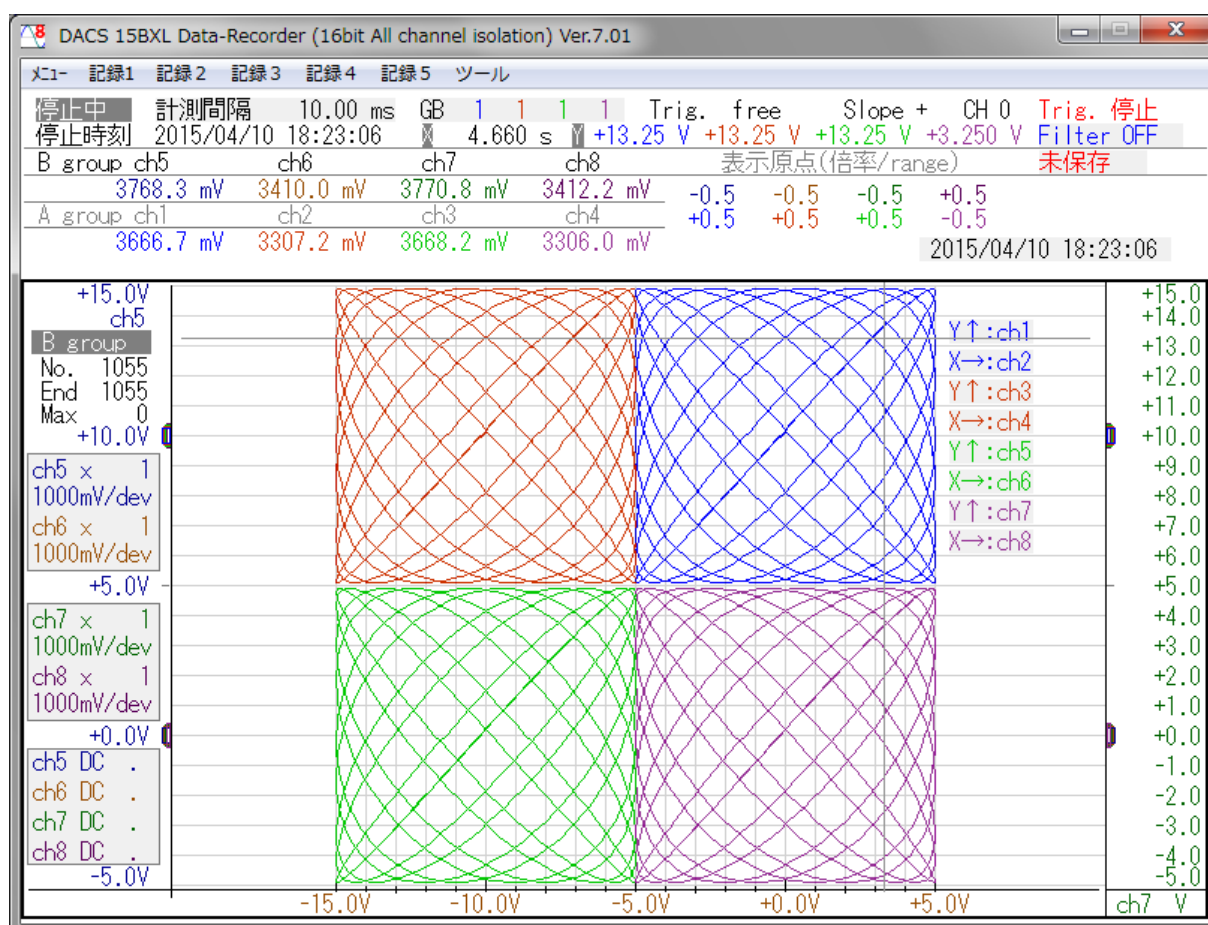 DACS 15BXL Data-Recorder (16bit All channel isolation) Ver.7.01
ﾒﾆｭｰ 記録1 記録2 記録3 記録4 記録5 ツール
停止中 計測間隔 10.00 ms GB 1 1 1 1 Trig. free Slope + CH 0 Trig. 停止
停止時刻 2015/04/10 18:23:06 X 4.660 s Y +13.25 V +13.25 V +13.25 V +3.250 V Filter OFF
B group ch5 ch6 ch7 ch8 表示原点(倍率/range) 未保存
3768.3 mV 3410.0 mV 3770.8 mV 3412.2 mV -0.5 -0.5 -0.5 +0.5
A group ch1 ch2 ch3 ch4 +0.5 +0.5 +0.5 -0.5
3666.7 mV 3307.2 mV 3668.2 mV 3306.0 mV
2015/04/10 18:23:06
+15.0V
ch5
B group
No. 1055
End 1055
Max 0
+10.0V
ch5 x 1
1000mV/dev
ch6 x 1
1000mV/dev
+5.0V
ch7 x 1
1000mV/dev
ch8 x 1
1000mV/dev
+0.0V
ch5 DC .
ch6 DC .
ch7 DC .
ch8 DC .
-5.0V
Y↑:ch1
X→:ch2
Y↑:ch3
X→:ch4
Y↑:ch5
X→:ch6
Y↑:ch7
X→:ch8
+15.0
+14.0
+13.0
+12.0
+11.0
+10.0
+9.0
+8.0
+7.0
+6.0
+5.0
+4.0
+3.0
+2.0
+1.0
+0.0
-1.0
-2.0
-3.0
-4.0
-5.0
-15.0V -10.0V -5.0V +0.0V +5.0V ch7 V